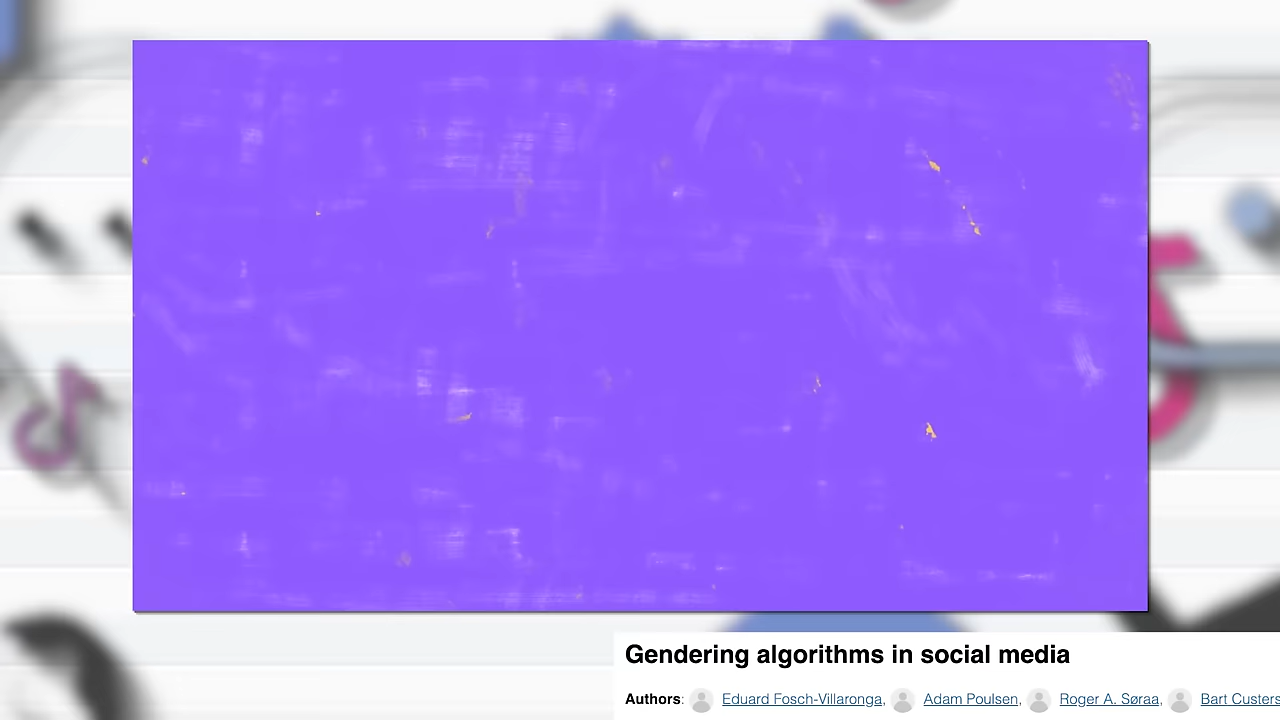 Gendering algorithms in social media
Authors: Eduard Fosch-Villaronga, Adam Poulsen, Roger A. Søraa, Bart Custers